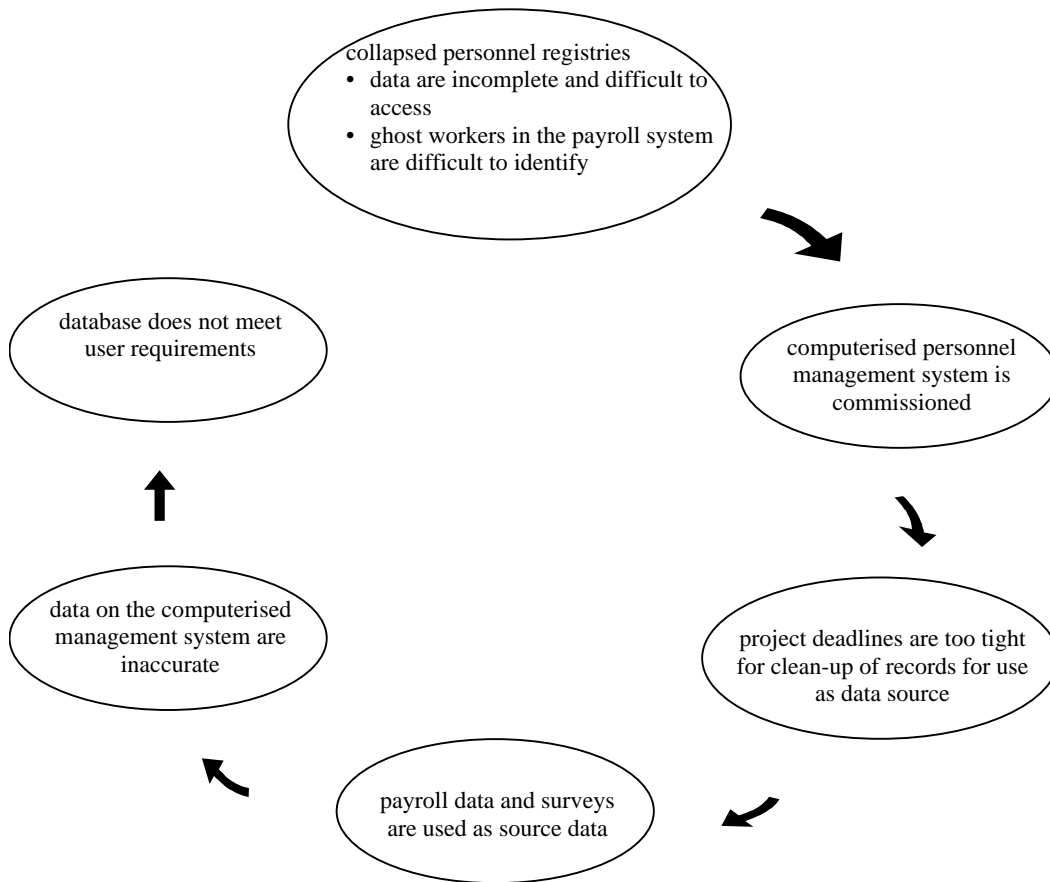 collapsed personnel registries
• data are incomplete and difficult to
access
• ghost workers in the payroll system
are difficult to identify
computerised personnel
management system is
commissioned
project deadlines are too tight
for clean-up of records for use
as data source
payroll data and surveys
are used as source data
data on the computerised
management system are
inaccurate
database does not meet
user requirements